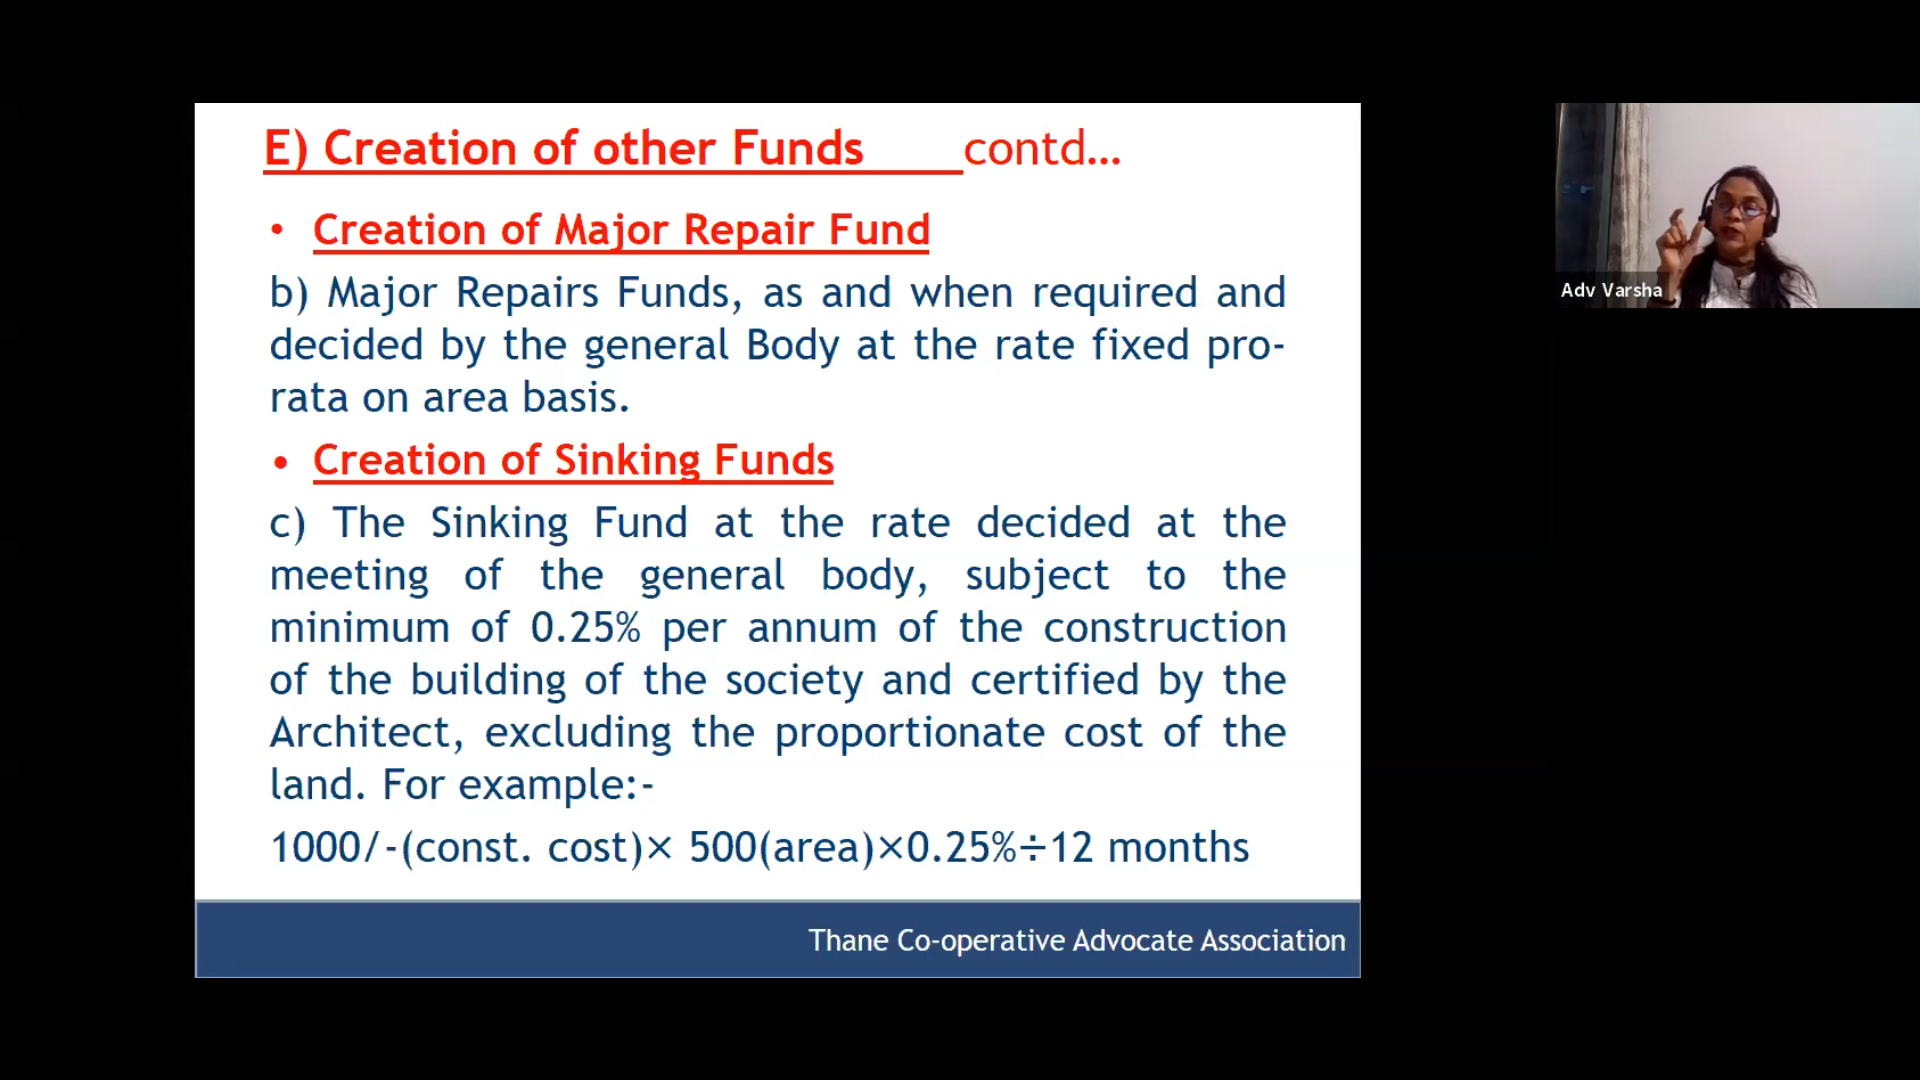 E) Creation of other Funds contd...
• Creation of Major Repair Fund
b) Major Repairs Funds, as and when required and
decided by the general Body at the rate fixed pro-
rata on area basis.
• Creation of Sinking Funds
c) The Sinking Fund at the rate decided at the
meeting of the general body, subject to the
minimum of 0.25% per annum of the construction
of the building of the society and certified by the
Architect, excluding the proportionate cost of the
land. For example:-
1000/-(const. cost)× 500(area)×0.25%÷12 months
Thane Co-operative Advocate Association
Adv Varsha